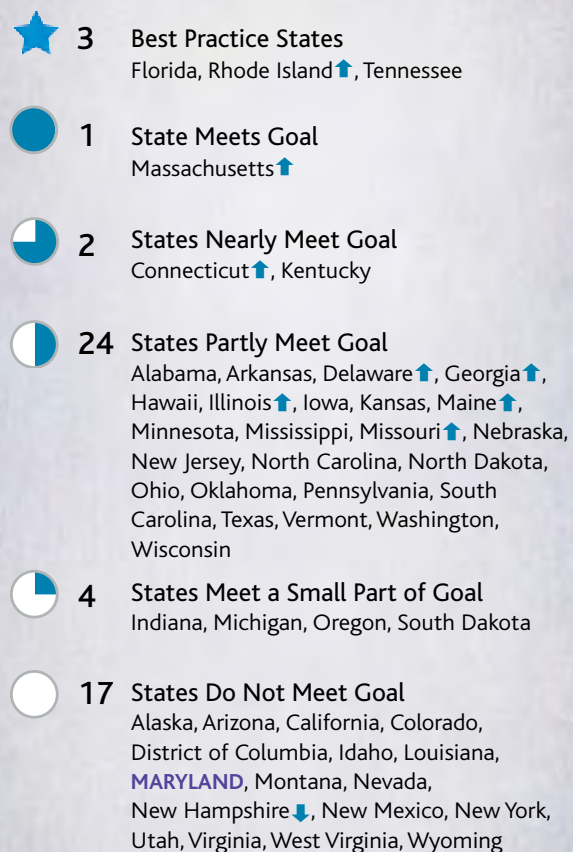 3 Best Practice States
Florida, Rhode Island⬆, Tennessee
1 State Meets Goal
Massachusetts⬆
2 States Nearly Meet Goal
Connecticut⬆, Kentucky
24 States Partly Meet Goal
Alabama, Arkansas, Delaware⬆, Georgia⬆,
Hawaii, Illinois⬆, Iowa, Kansas, Maine⬆,
Minnesota, Mississippi, Missouri⬆, Nebraska,
New Jersey, North Carolina, North Dakota,
Ohio, Oklahoma, Pennsylvania, South
Carolina, Texas, Vermont, Washington,
Wisconsin
4 States Meet a Small Part of Goal
Indiana, Michigan, Oregon, South Dakota
17 States Do Not Meet Goal
Alaska, Arizona, California, Colorado,
District of Columbia, Idaho, Louisiana,
MARYLAND, Montana, Nevada,
New Hampshire⬇, New Mexico, New York,
Utah, Virginia, West Virginia, Wyoming